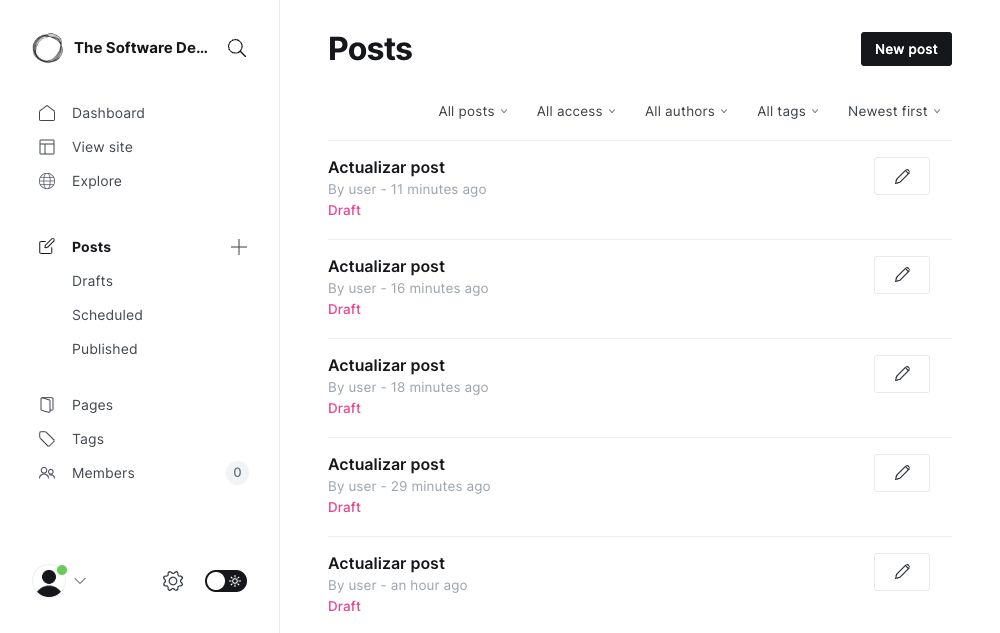 The Software De...
Dashboard
View site
Explore
Posts
Drafts
Scheduled
Published
Pages
Tags
Members 0
Posts
New post
All posts All access All authors All tags Newest first
Actualizar post
By user - 11 minutes ago
Draft
Actualizar post
By user - 16 minutes ago
Draft
Actualizar post
By user - 18 minutes ago
Draft
Actualizar post
By user - 29 minutes ago
Draft
Actualizar post
By user - an hour ago
Draft